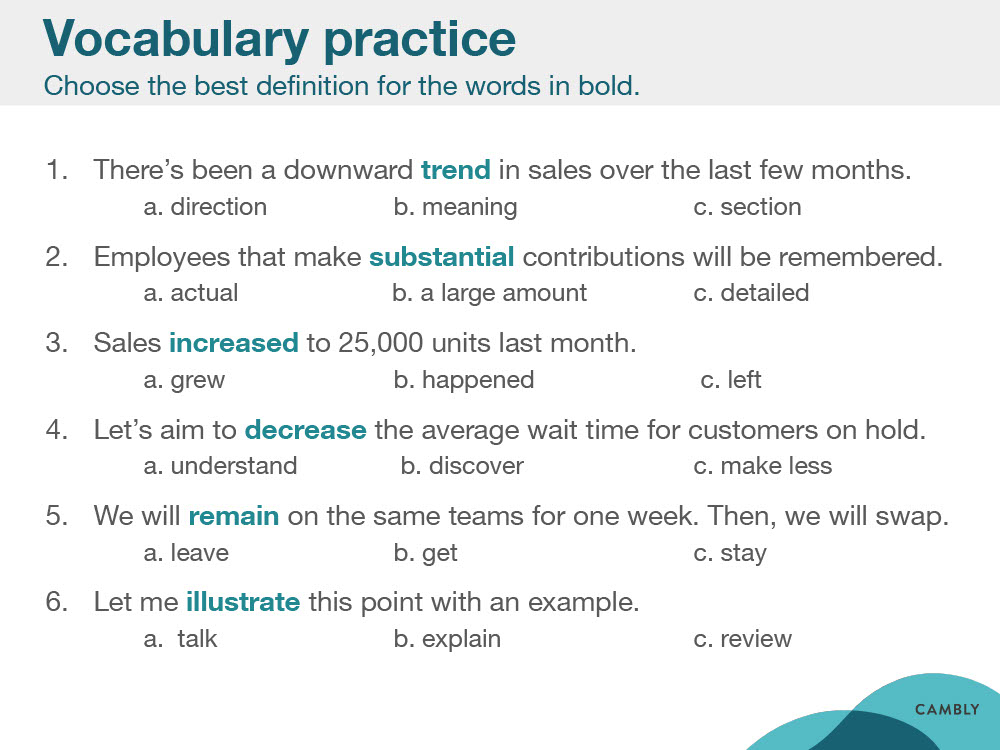 Vocabulary practice
Choose the best definition for the words in bold.
1. There’s been a downward trend in sales over the last few months.
a. direction b. meaning c. section
2. Employees that make substantial contributions will be remembered.
a. actual b. a large amount c. detailed
3. Sales increased to 25,000 units last month.
a. grew b. happened c. left
4. Let’s aim to decrease the average wait time for customers on hold.
a. understand b. discover c. make less
5. We will remain on the same teams for one week. Then, we will swap.
a. leave b. get c. stay
6. Let me illustrate this point with an example.
a. talk b. explain c. review
CAMBLY